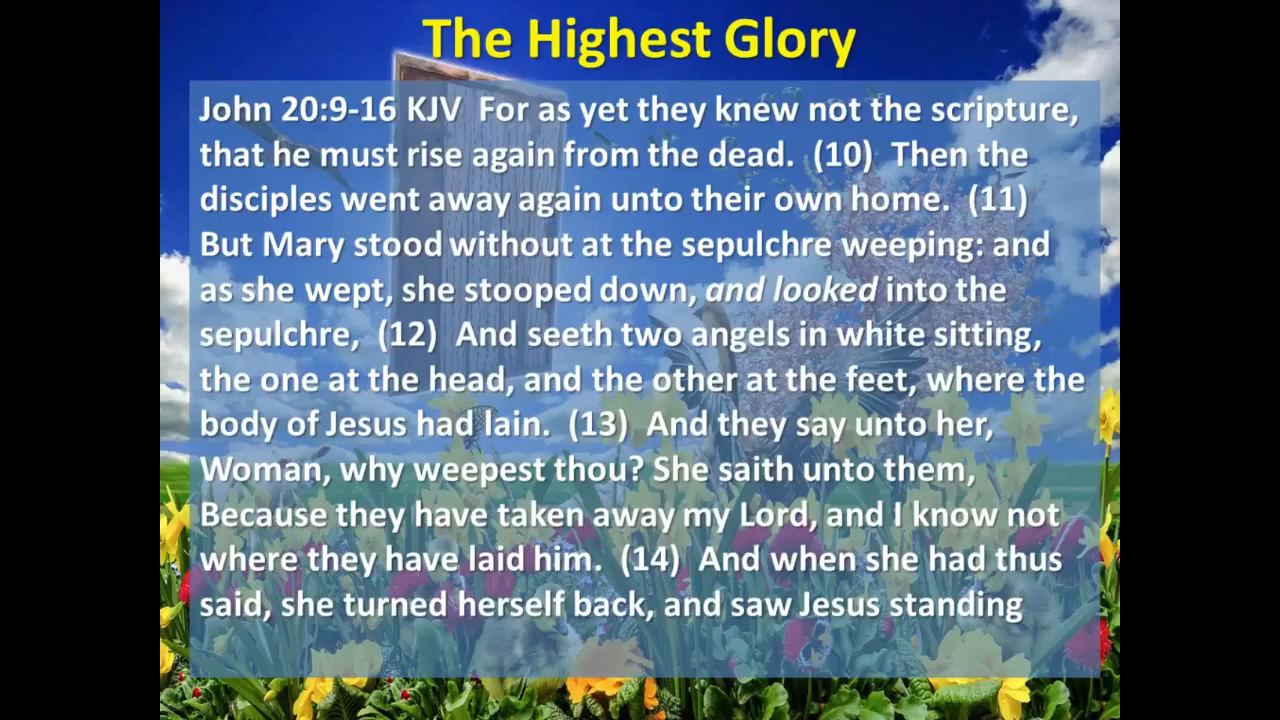 The Highest Glory
John 20:9-16 KJV  For as yet they knew not the scripture,
that he must rise again from the dead.  (10)  Then the
disciples went away again unto their own home.  (11)
But Mary stood without at the sepulchre weeping: and
as she wept, she stooped down, and looked into the
sepulchre,  (12)  And seeth two angels in white sitting,
the one at the head, and the other at the feet, where the
body of Jesus had lain.  (13)  And they say unto her,
Woman, why weepest thou? She saith unto them,
Because they have taken away my Lord, and I know not
where they have laid him.  (14)  And when she had thus
said, she turned herself back, and saw Jesus standing